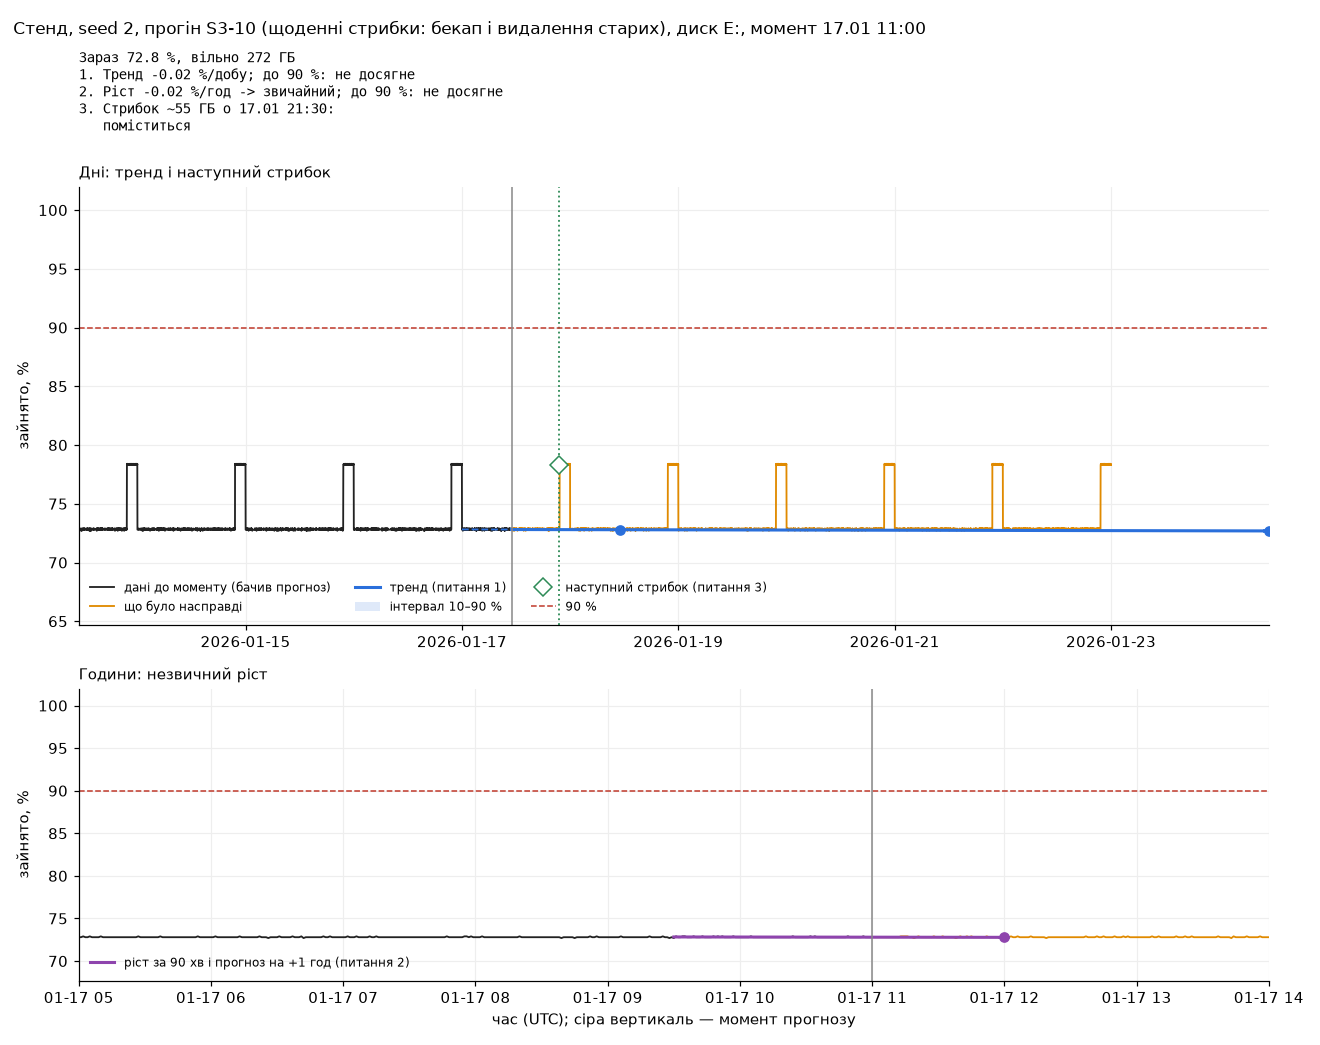 Стенд, seed 2, прогін S3-10 (щоденні стрибки: бекап і видалення старих), диск E:, момент 17.01 11:00
Зараз 72.8 %, вільно 272 ГБ
1. Тренд -0.02 %/добу; до 90 %: не досягне
2. Ріст -0.02 %/год -> звичайний; до 90 %: не досягне
3. Стрибок ~55 ГБ о 17.01 21:30:
поміститься
Дні: тренд і наступний стрибок
100
95
90
85
80
75
70
65
зайнято, %
дані до моменту (бачив прогноз)
що було насправді
тренд (питання 1)
інтервал 10–90 %
наступний стрибок (питання 3)
90 %
2026-01-15 2026-01-17 2026-01-19 2026-01-21 2026-01-23
Години: незвичний ріст
100
95
90
85
80
75
70
зайнято, %
ріст за 90 хв і прогноз на +1 год (питання 2)
01-17 05 01-17 06 01-17 07 01-17 08 01-17 09 01-17 10 01-17 11 01-17 12 01-17 13 01-17 14
час (UTC); сіра вертикаль — момент прогнозу